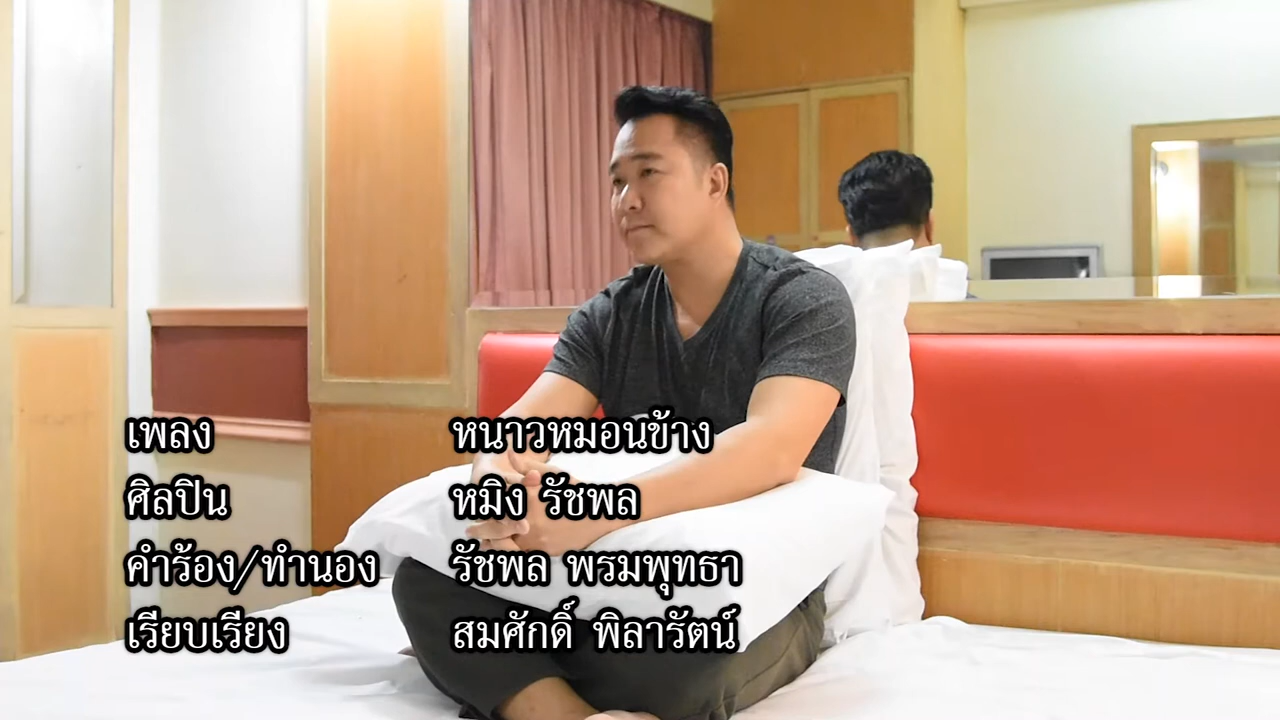 เพลง หนาวหมอนข้าง
ศิลปิน หมิง รัชพล
คำร้อง/ทำนอง รัชพล พรมพุทธา
เรียบเรียง สมศักดิ์ พิลารัตน์